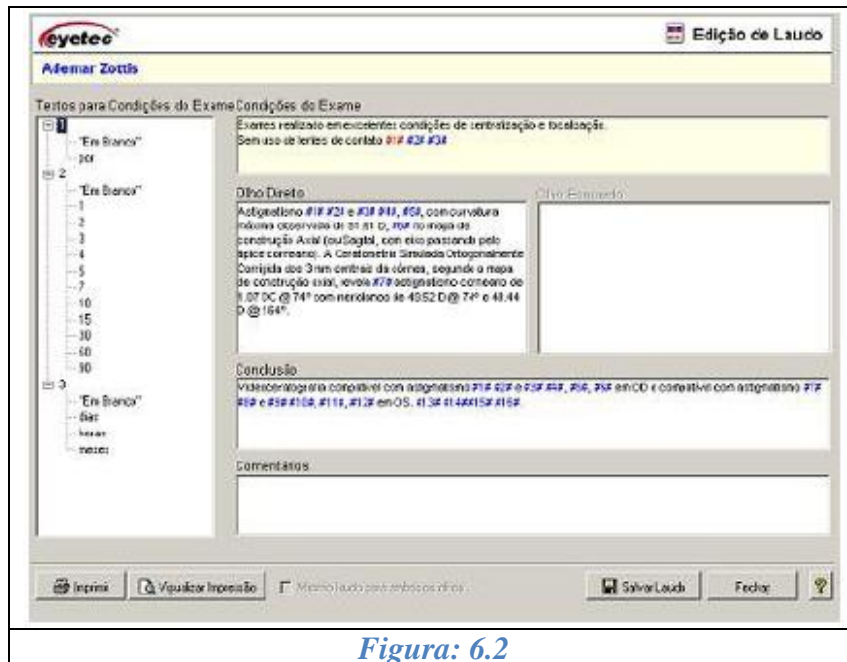 eyetec
Edição de Laudo
Ademar Zottis
Textos para Condições do Exame
1
"Em Branco"
por
2
"Em Branco"
1
2
3
4
5
7
10
15
30
60
90
3
"Em Branco"
dias
horas
meses
Condições do Exame
Exames realizado em excelentes condições de centralização e focalização.
Sem uso de lentes de contato #1# #2# #3#
Olho Direito
Astigmatismo #1# #2# e #3# #4#, #5#, com curvatura
máxima observada de D, #6# no mapa de
construção Axial (ou Sagital, com eixo passando pelo
ápice corneano). A Ceratometria Simulada Ortogonalmente
Corrigida dos 3 mm centrais da córnea, segundo o mapa
de construção axial, revela #7# astigmatismo corneano de
1.07 DC @ 74° com meridianos de D @ 74° e
D @ 164°.
Olho Esquerdo
Conclusão
Videoceratografia compatível com astigmatismo #1# #2# e #3# #4#, #5#, #6# em OD e compatível com astigmatismo #7#
#8# e #9# #10#, #11#, #12# em OS. #13# #14##15# #16#.
Comentários
Imprimir
Visualizar Impressão
Mesmo laudo para ambos os olhos
Salvar Laudo
Fechar
?
Figura: 6.2